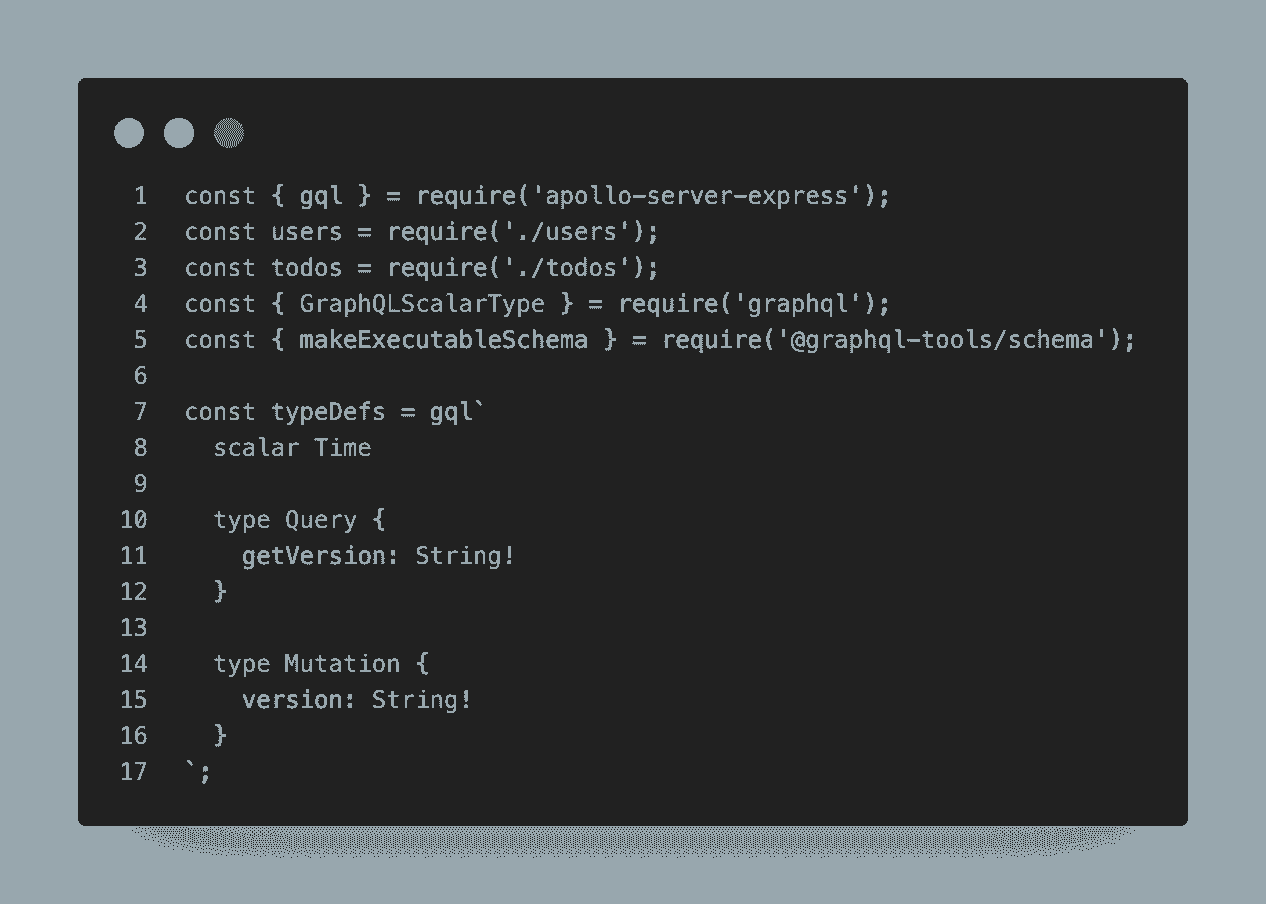 1 const { gql } = require('apollo-server-express');
2 const users = require('./users');
3 const todos = require('./todos');
4 const { GraphQLScalarType } = require('graphql');
5 const { makeExecutableSchema } = require('@graphql-tools/schema');
6
7 const typeDefs = gql`
8   scalar Time
9
10   type Query {
11     getVersion: String!
12   }
13
14   type Mutation {
15     version: String!
16   }
17 `;